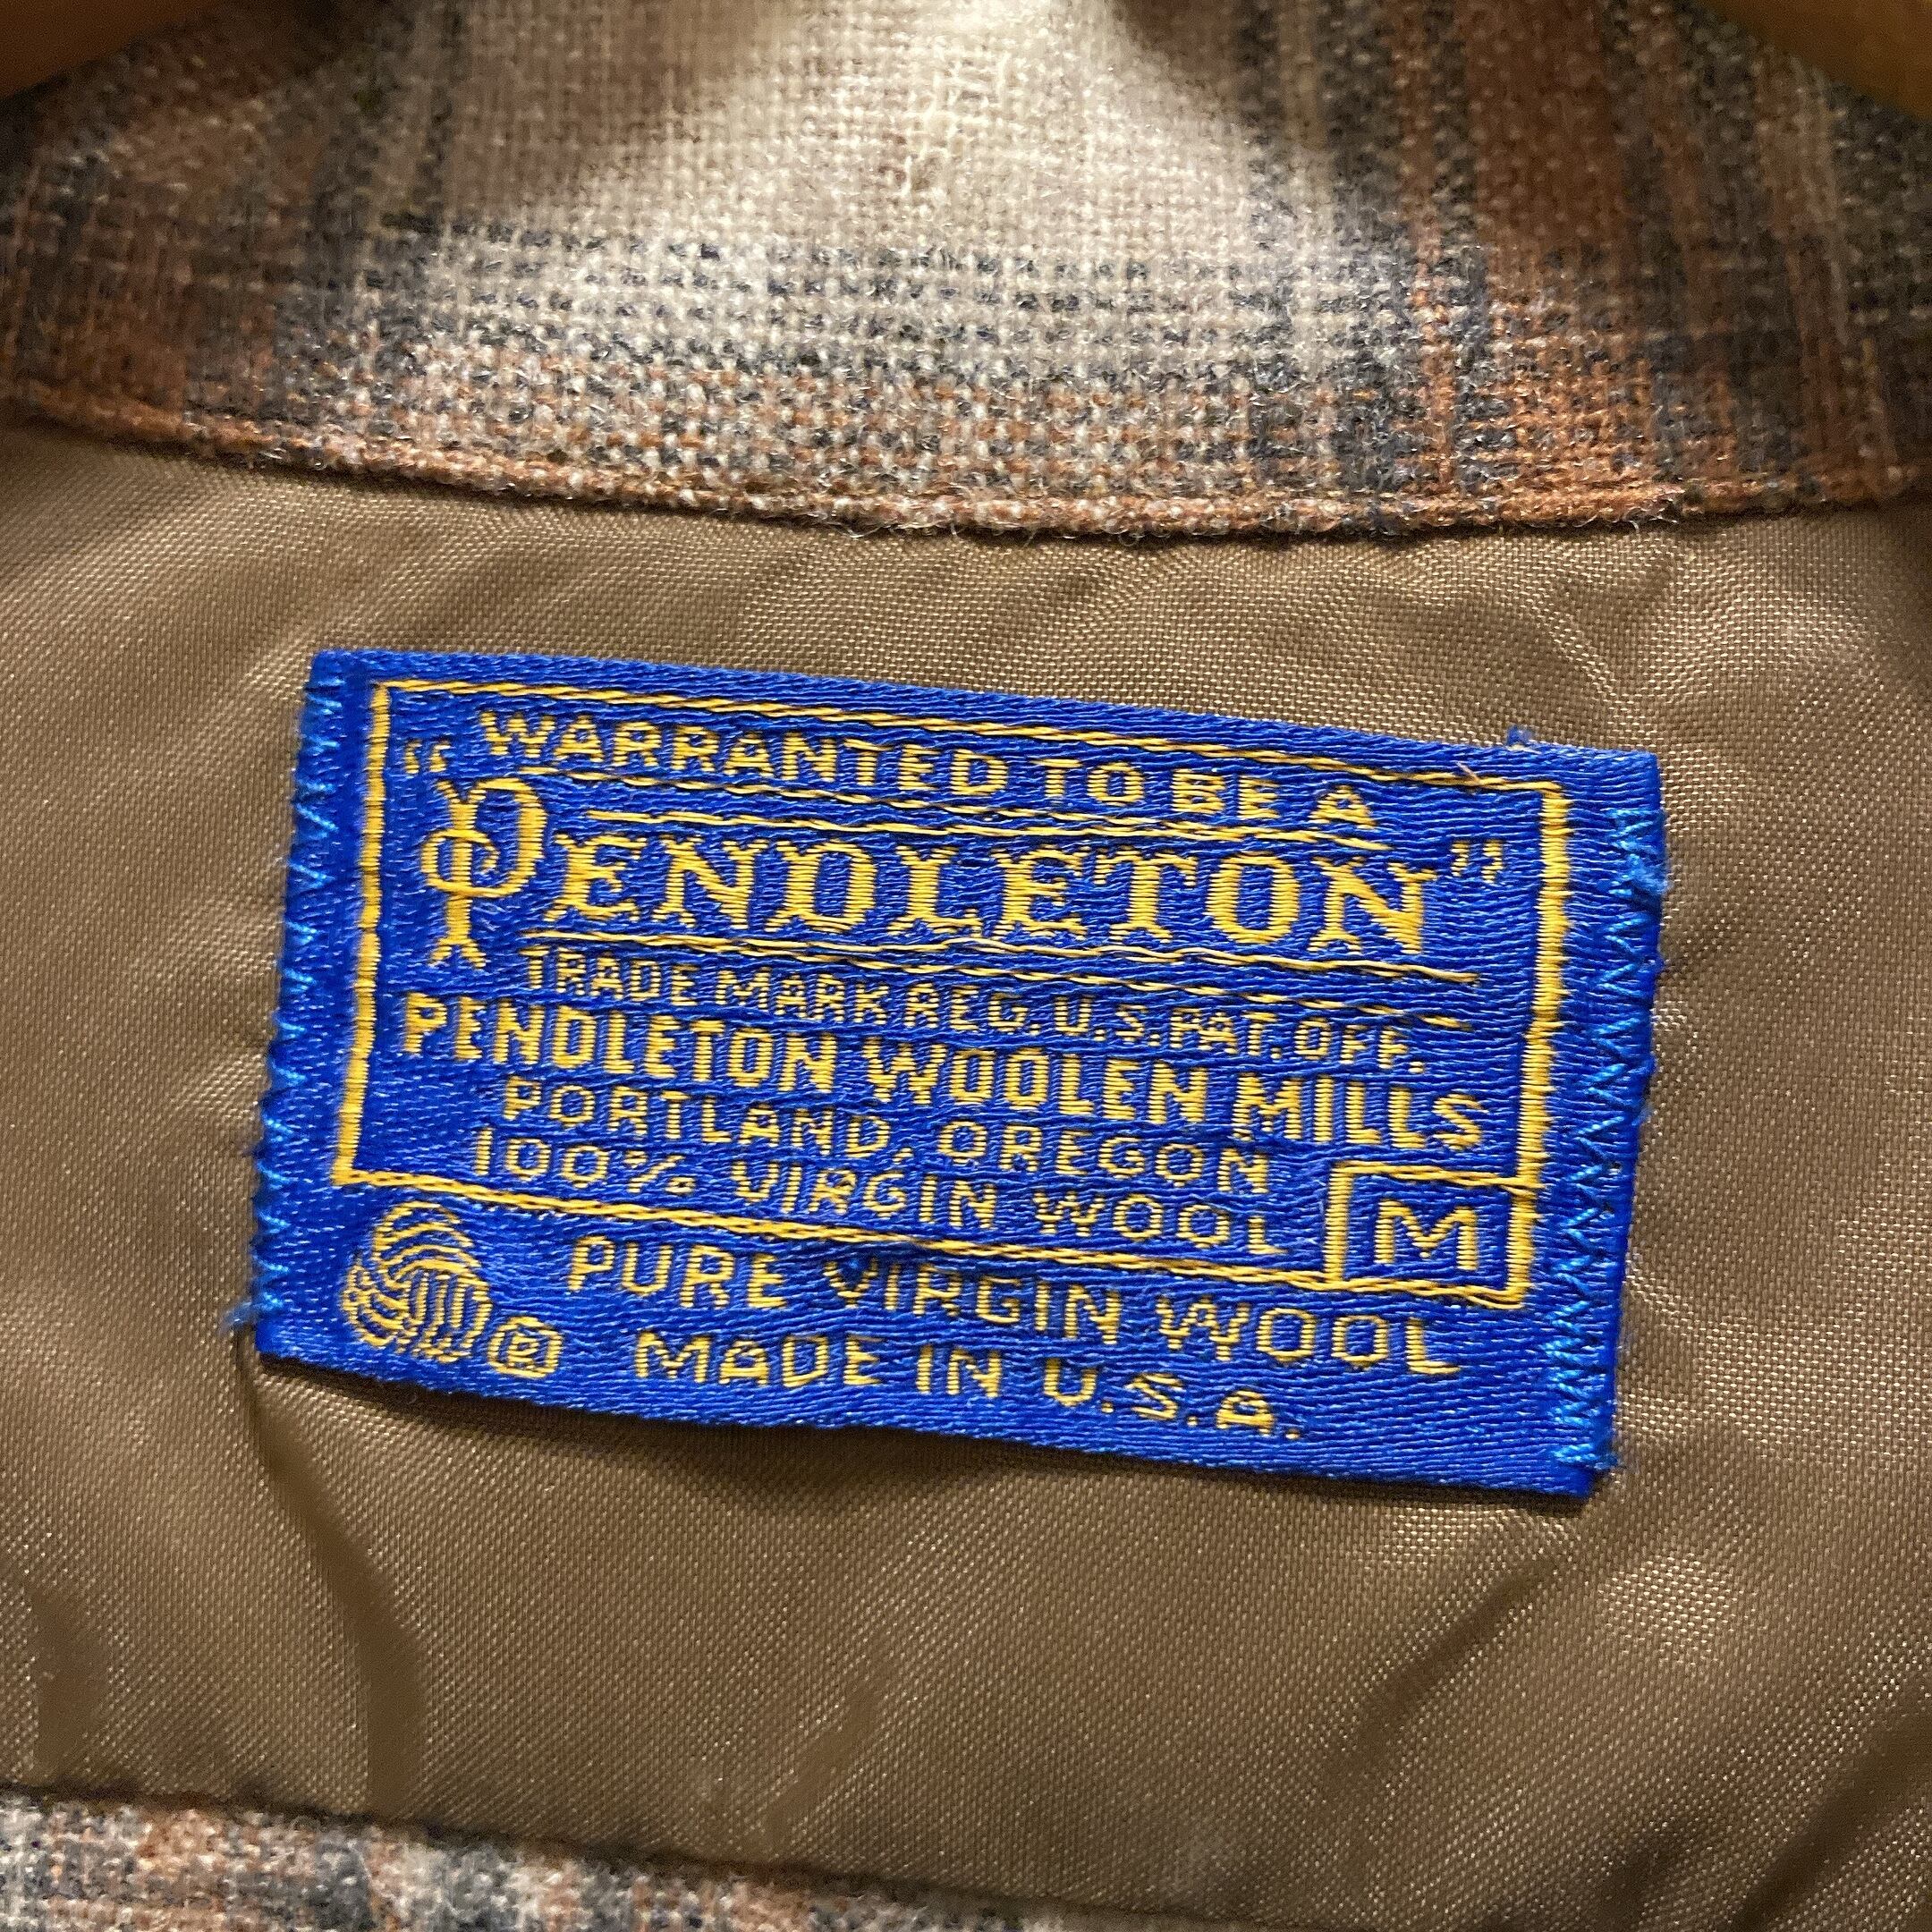 WARRANTED TO BE A
"PENDLETON"
TRADE MARK REG. U.S. PAT. OFF.
PENDLETON WOOLEN MILLS
PORTLAND, OREGON
100% VIRGIN WOOL
M
PURE VIRGIN WOOL
® MADE IN U.S.A.